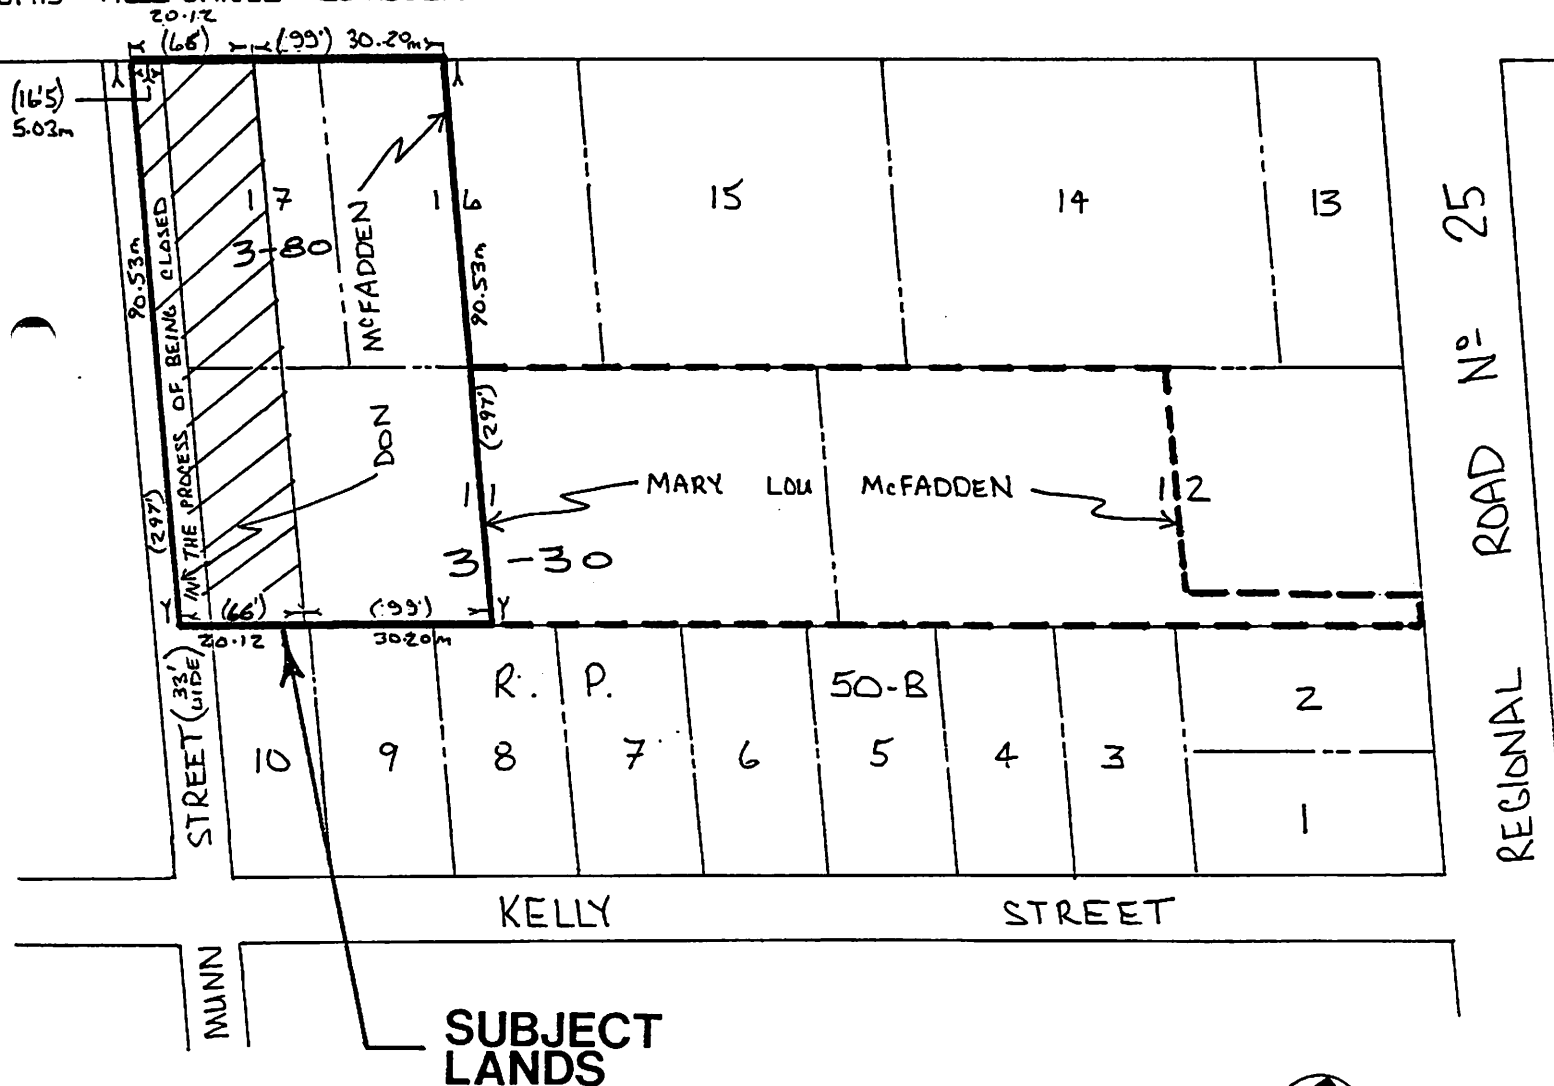 20.12
(66') (99') 30.20m
(16'5)
5.03m
17
3-80
16
15
14
13
McFADDEN
90.53m
90.53m
IN THE PROCESS OF BEING CLOSED
(297')
(297')
DON
11
3-30
MARY LOU McFADDEN
12
(66') (99')
20.12 30.20m
REGIONAL ROAD No 25
STREET (33' WIDE)
R. P. 50-B
10 9 8 7 6 5 4 3
2
1
KELLY STREET
MUNN
SUBJECT
LANDS